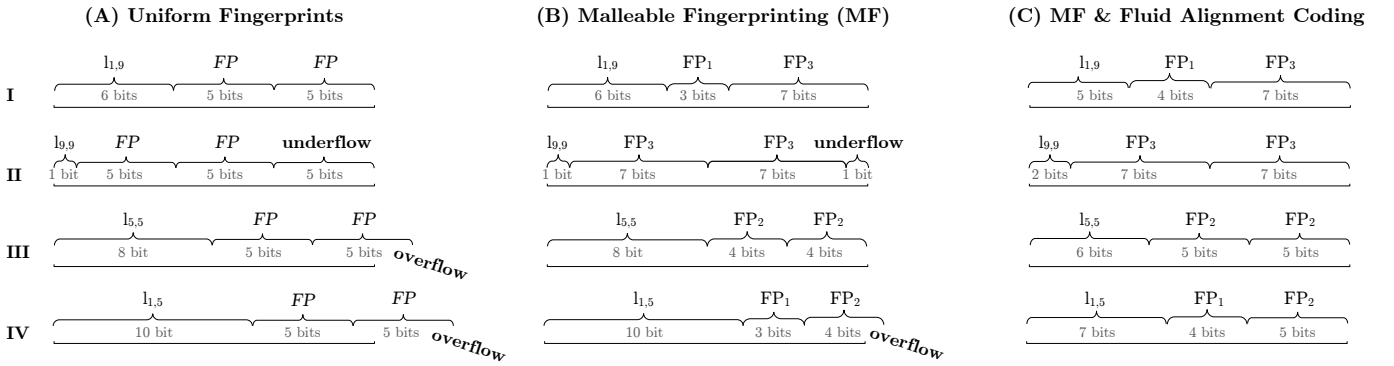 (A) Uniform Fingerprints (B) Malleable Fingerprinting (MF) (C) MF & Fluid Alignment Coding
l1,9 FP FP l1,9 FP1 FP3 l1,9 FP1 FP3
I 6 bits 5 bits 5 bits 6 bits 3 bits 7 bits 5 bits 4 bits 7 bits
l9,9 FP FP underflow l9,9 FP3 FP3 underflow l9,9 FP3 FP3
II 1 bit 5 bits 5 bits 5 bits 1 bit 7 bits 7 bits 1 bit 2 bits 7 bits 7 bits
l5,5 FP FP l5,5 FP2 FP2 l5,5 FP2 FP2
III 8 bit 5 bits 5 bits overflow 8 bit 4 bits 4 bits 6 bits 5 bits 5 bits
l1,5 FP FP l1,5 FP1 FP2 l1,5 FP1 FP2
IV 10 bit 5 bits 5 bits overflow 10 bit 3 bits 4 bits overflow 7 bits 4 bits 5 bits